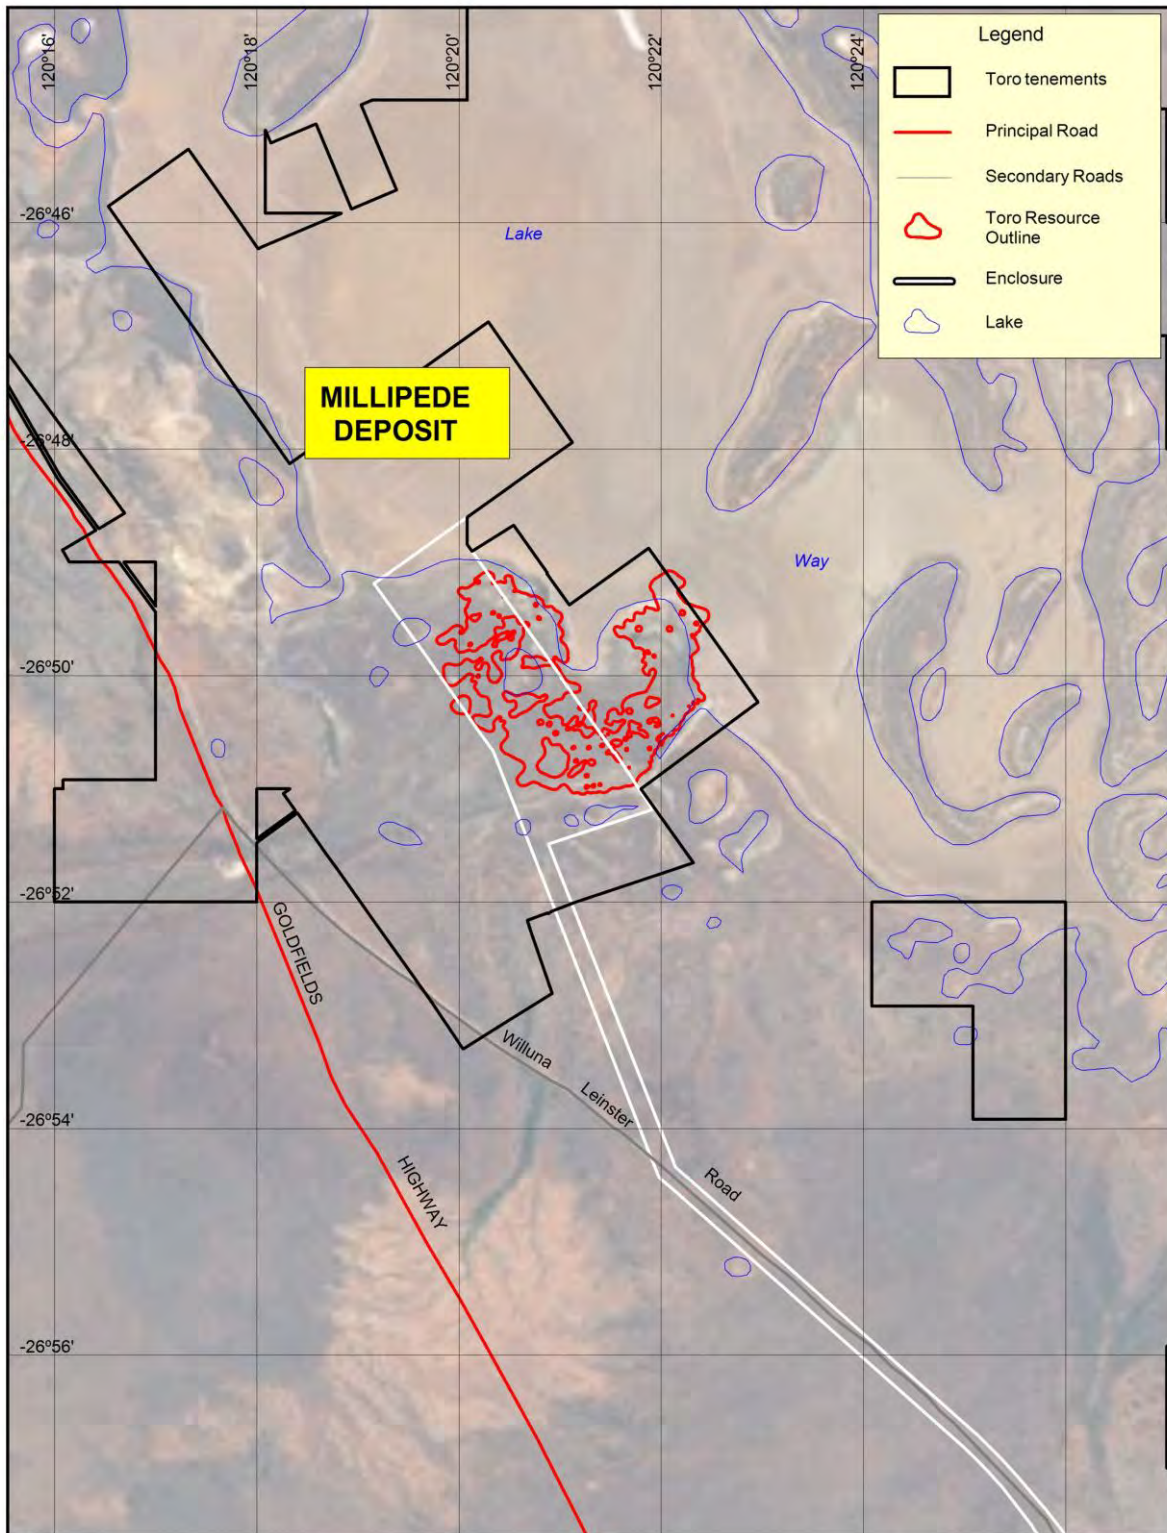 120°16'
120°18'
120°20'
120°22'
120°24'
Legend
Toro tenements
Principal Road
Secondary Roads
Toro Resource
Outline
Enclosure
Lake
-26°46'
Lake
MILLIPEDE
DEPOSIT
-26°48'
Way
-26°50'
-26°52'
GOLDFIELDS
Willuna
Leinster
-26°54'
Road
HIGHWAY
-26°56'